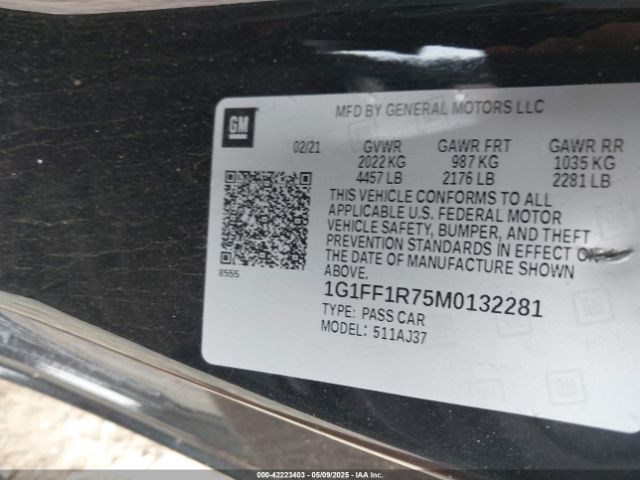 MFD BY GENERAL MOTORS LLC
GM
02/21 GVWR GAWR FRT GAWR RR
2022 KG 987 KG 1035 KG
4457 LB 2176 LB 2281 LB
THIS VEHICLE CONFORMS TO ALL
APPLICABLE U.S. FEDERAL MOTOR
VEHICLE SAFETY, BUMPER, AND THEFT
PREVENTION STANDARDS IN EFFECT ON
THE DATE OF MANUFACTURE SHOWN
ABOVE.
8555
1G1FF1R75M0132281
TYPE: PASS CAR
MODEL: 511AJ37
000-42223403 - 05/09/2025 - IAA Inc.